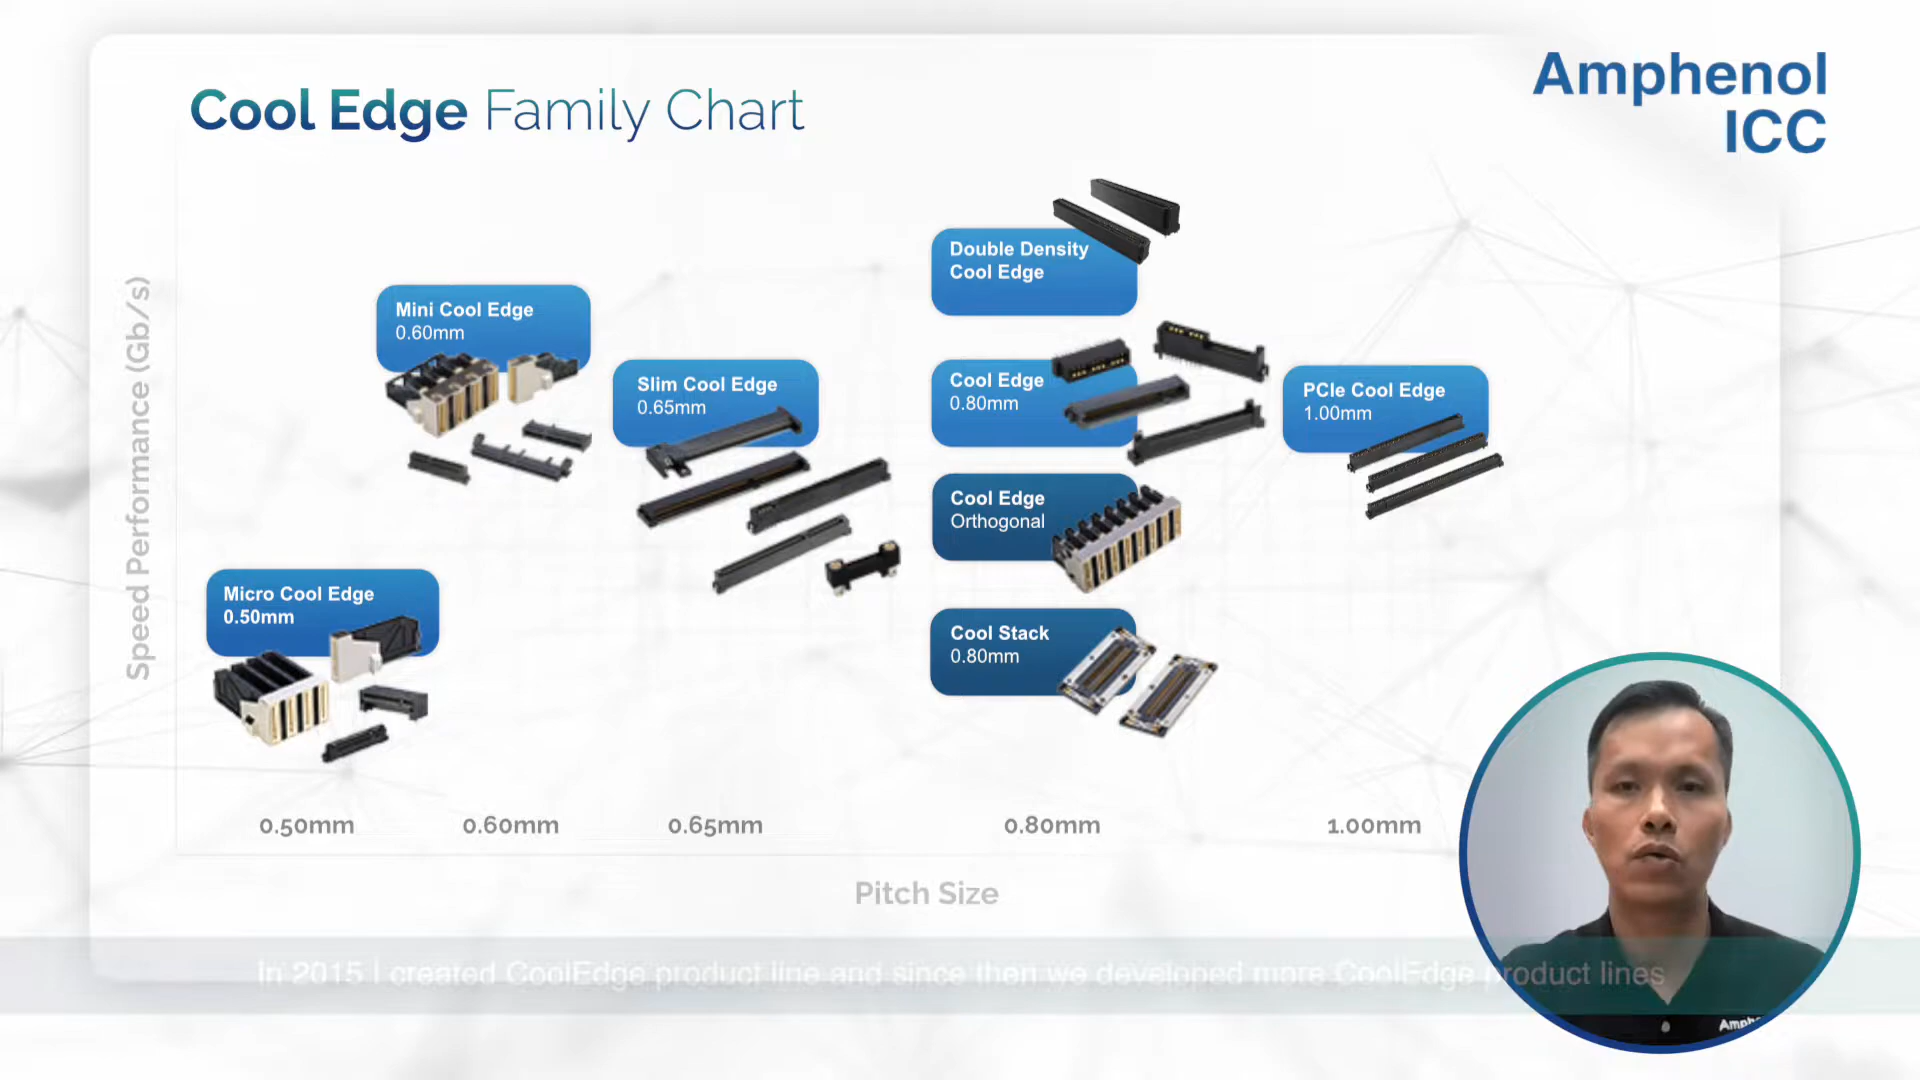 Cool Edge Family Chart
Amphenol
ICC
Speed Performance (Gb/s)
Double Density
Cool Edge
Mini Cool Edge
0.60mm
Slim Cool Edge
0.65mm
Cool Edge
0.80mm
PCIe Cool Edge
1.00mm
Cool Edge
Orthogonal
Micro Cool Edge
0.50mm
Cool Stack
0.80mm
0.50mm 0.60mm 0.65mm 0.80mm 1.00mm
Pitch Size
In 2015 I created CoolEdge product line and since then we developed more CoolEdge product lines